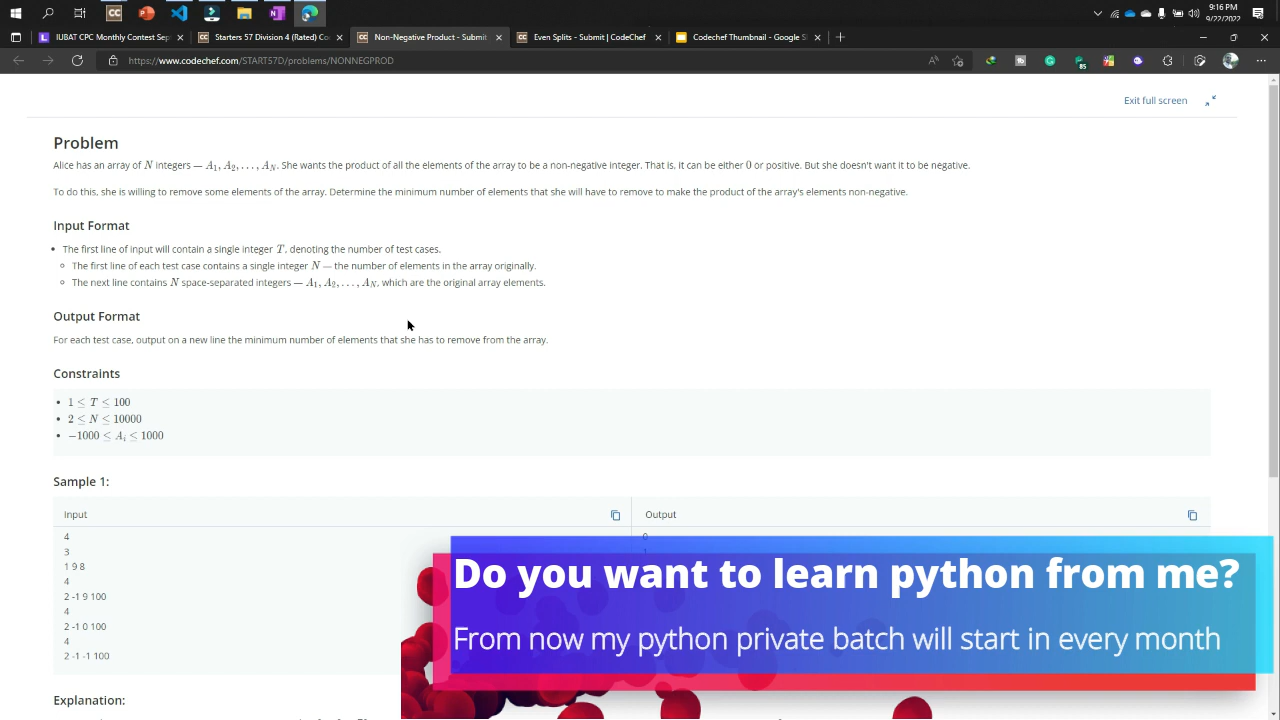 9:16 PM
9/22/2022
IUBAT CPC Monthly Contest Sep
Starters 57 Division 4 (Rated) Co
Non-Negative Product - Submit
Even Splits - Submit | CodeChef
Codechef Thumbnail - Google S
https://www.codechef.com/START57D/problems/NONNEGPROD
Exit full screen
Problem
Alice has an array of N integers — A1, A2, . . . , AN. She wants the product of all the elements of the array to be a non-negative integer. That is, it can be either 0 or positive. But she doesn't want it to be negative.
To do this, she is willing to remove some elements of the array. Determine the minimum number of elements that she will have to remove to make the product of the array's elements non-negative.
Input Format
• The first line of input will contain a single integer T, denoting the number of test cases.
◦ The first line of each test case contains a single integer N — the number of elements in the array originally.
◦ The next line contains N space-separated integers — A1, A2, . . . , AN, which are the original array elements.
Output Format
For each test case, output on a new line the minimum number of elements that she has to remove from the array.
Constraints
• 1 ≤ T ≤ 100
• 2 ≤ N ≤ 10000
• −1000 ≤ Ai ≤ 1000
Sample 1:
Input
Output
4
3
1 9 8
4
2 -1 9 100
4
2 -1 0 100
4
2 -1 -1 100
0
1
Do you want to learn python from me?
From now my python private batch will start in every month
Explanation: